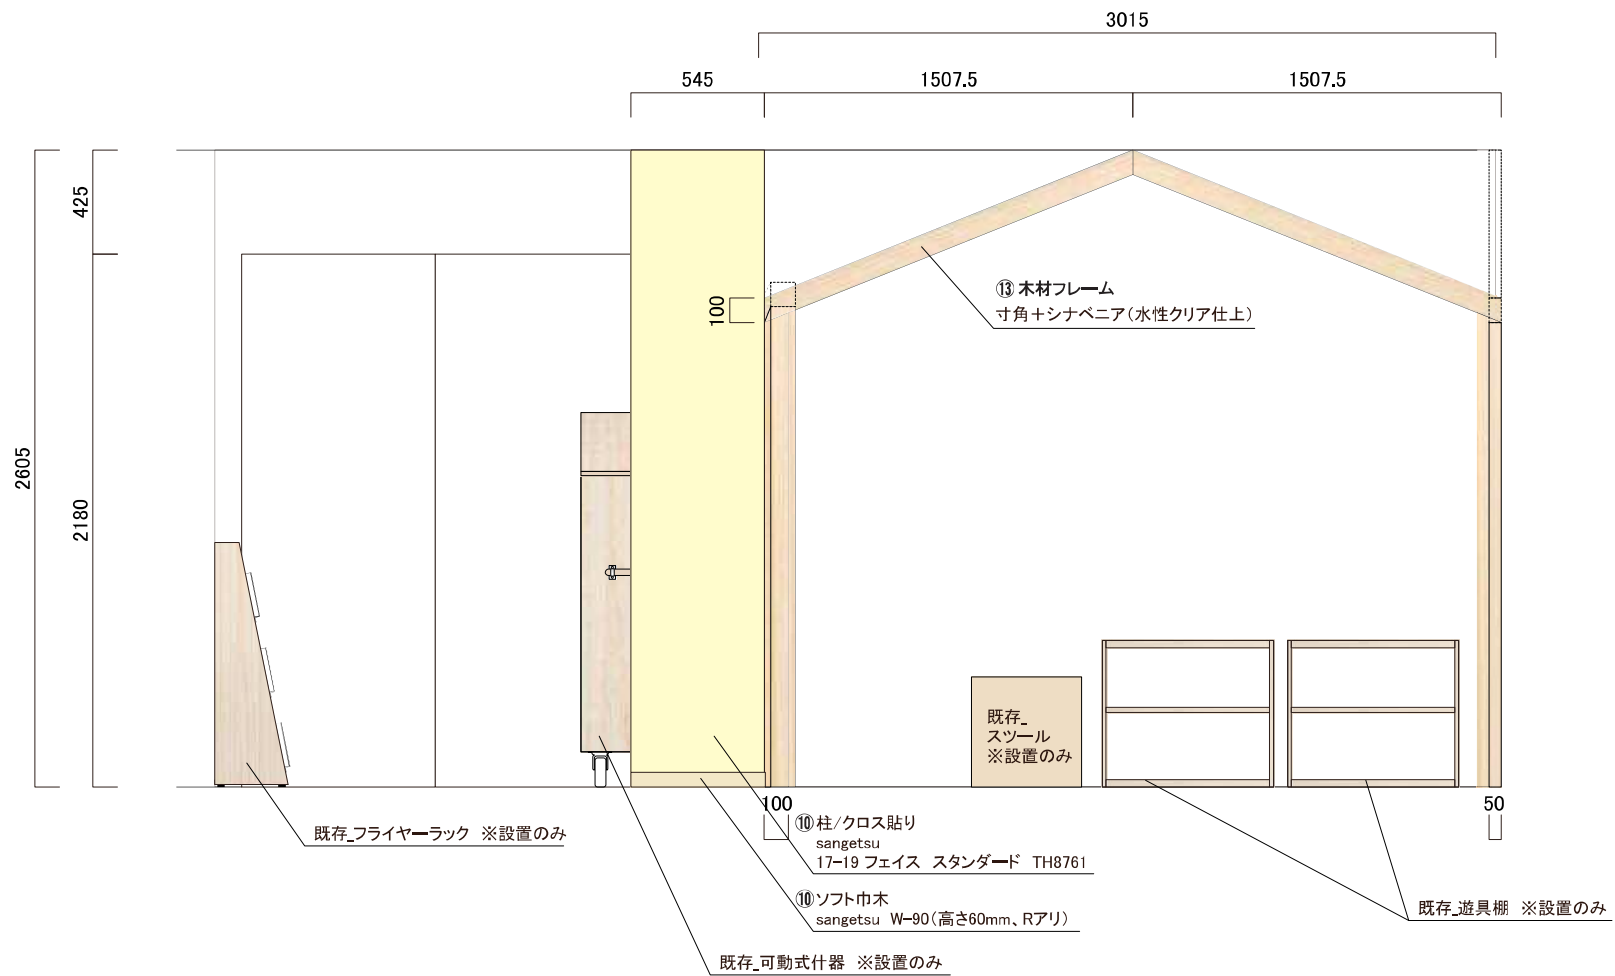 3015
545
1507.5
1507.5
425
2605
2180
100
⑬ 木材フレーム
寸角＋シナベニア（水性クリア仕上）
既存_
スツール
※設置のみ
100
50
⑩ 柱/クロス貼り
sangetsu
17-19 フェイス スタンダード TH8761
既存_フライヤーラック ※設置のみ
⑩ ソフト巾木
sangetsu W-90（高さ60mm、Rアリ）
既存_遊具棚 ※設置のみ
既存_可動式什器 ※設置のみ